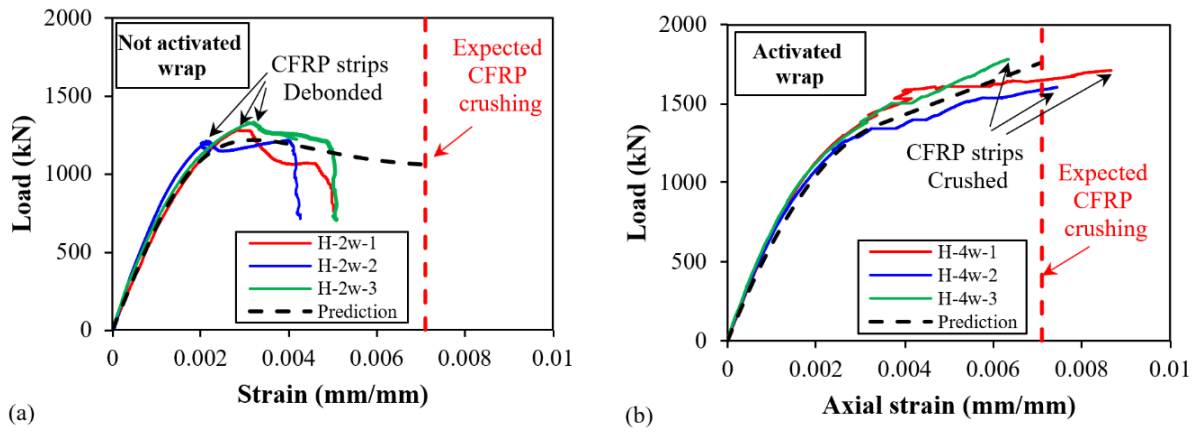 2000
Not activated
wrap
CFRP strips
Debonded
Expected
CFRP
crushing
1500
1000
500
0
Load (kN)
H-2w-1
H-2w-2
H-2w-3
Prediction
0 0.002 0.004 0.006 0.008 0.01
Strain (mm/mm)
(a)
2000
Activated
wrap
1500
1000
500
0
Load (kN)
CFRP strips
Crushed
Expected
CFRP
crushing
H-4w-1
H-4w-2
H-4w-3
Prediction
0 0.002 0.004 0.006 0.008 0.01
Axial strain (mm/mm)
(b)